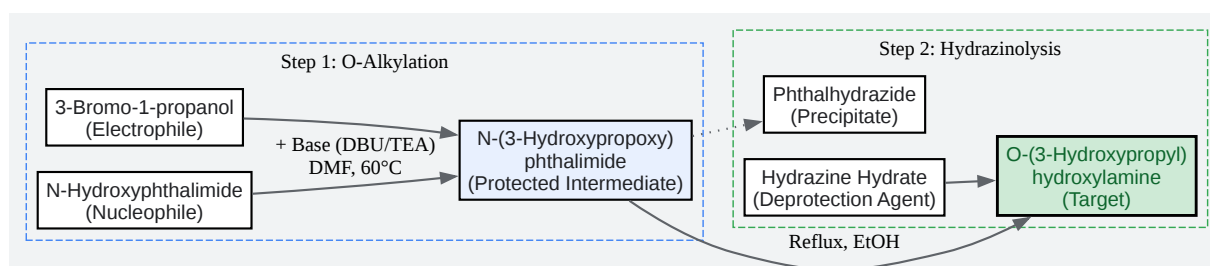 Step 1: O-Alkylation
3-Bromo-1-propanol
(Electrophile)
+ Base (DBU/TEA)
DMF, 60°C
N-Hydroxyphthalimide
(Nucleophile)
N-(3-Hydroxypropoxy)
phthalimide
(Protected Intermediate)
Step 2: Hydrazinolysis
Phthalhydrazide
(Precipitate)
Hydrazine Hydrate
(Deprotection Agent)
O-(3-Hydroxypropyl)
hydroxylamine
(Target)
Reflux, EtOH